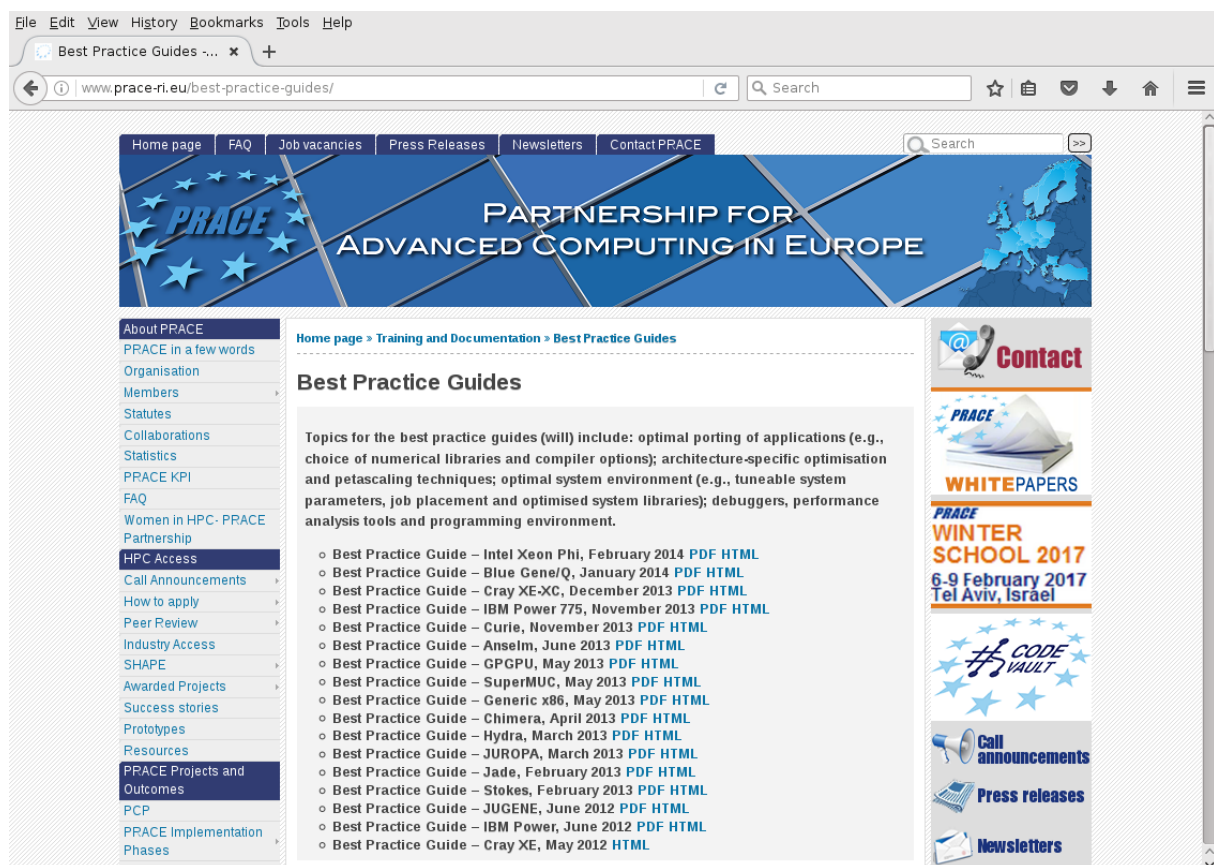 File Edit View History Bookmarks Tools Help
Best Practice Guides -... × +
www.prace-ri.eu/best-practice-guides/
Search
Home page FAQ Job vacancies Press Releases Newsletters Contact PRACE
Search >>
PRACE
PARTNERSHIP FOR
ADVANCED COMPUTING IN EUROPE
About PRACE
PRACE in a few words
Organisation
Members
Statutes
Collaborations
Statistics
PRACE KPI
FAQ
Women in HPC- PRACE
Partnership
HPC Access
Call Announcements
How to apply
Peer Review
Industry Access
SHAPE
Awarded Projects
Success stories
Prototypes
Resources
PRACE Projects and
Outcomes
PCP
PRACE Implementation
Phases
Home page » Training and Documentation » Best Practice Guides
Best Practice Guides
Topics for the best practice guides (will) include: optimal porting of applications (e.g.,
choice of numerical libraries and compiler options); architecture-specific optimisation
and petascaling techniques; optimal system environment (e.g., tuneable system
parameters, job placement and optimised system libraries); debuggers, performance
analysis tools and programming environment.
Best Practice Guide – Intel Xeon Phi, February 2014 PDF HTML
Best Practice Guide – Blue Gene/Q, January 2014 PDF HTML
Best Practice Guide – Cray XE-XC, December 2013 PDF HTML
Best Practice Guide – IBM Power 775, November 2013 PDF HTML
Best Practice Guide – Curie, November 2013 PDF HTML
Best Practice Guide – Anselm, June 2013 PDF HTML
Best Practice Guide – GPGPU, May 2013 PDF HTML
Best Practice Guide – SuperMUC, May 2013 PDF HTML
Best Practice Guide – Generic x86, May 2013 PDF HTML
Best Practice Guide – Chimera, April 2013 PDF HTML
Best Practice Guide – Hydra, March 2013 PDF HTML
Best Practice Guide – JUROPA, March 2013 PDF HTML
Best Practice Guide – Jade, February 2013 PDF HTML
Best Practice Guide – Stokes, February 2013 PDF HTML
Best Practice Guide – JUGENE, June 2012 PDF HTML
Best Practice Guide – IBM Power, June 2012 PDF HTML
Best Practice Guide – Cray XE, May 2012 HTML
@
Contact
PRACE
WHITEPAPERS
PRACE
WINTER
SCHOOL 2017
6-9 February 2017
Tel Aviv, Israel
CODE
VAULT
Call
announcements
Press releases
Newsletters